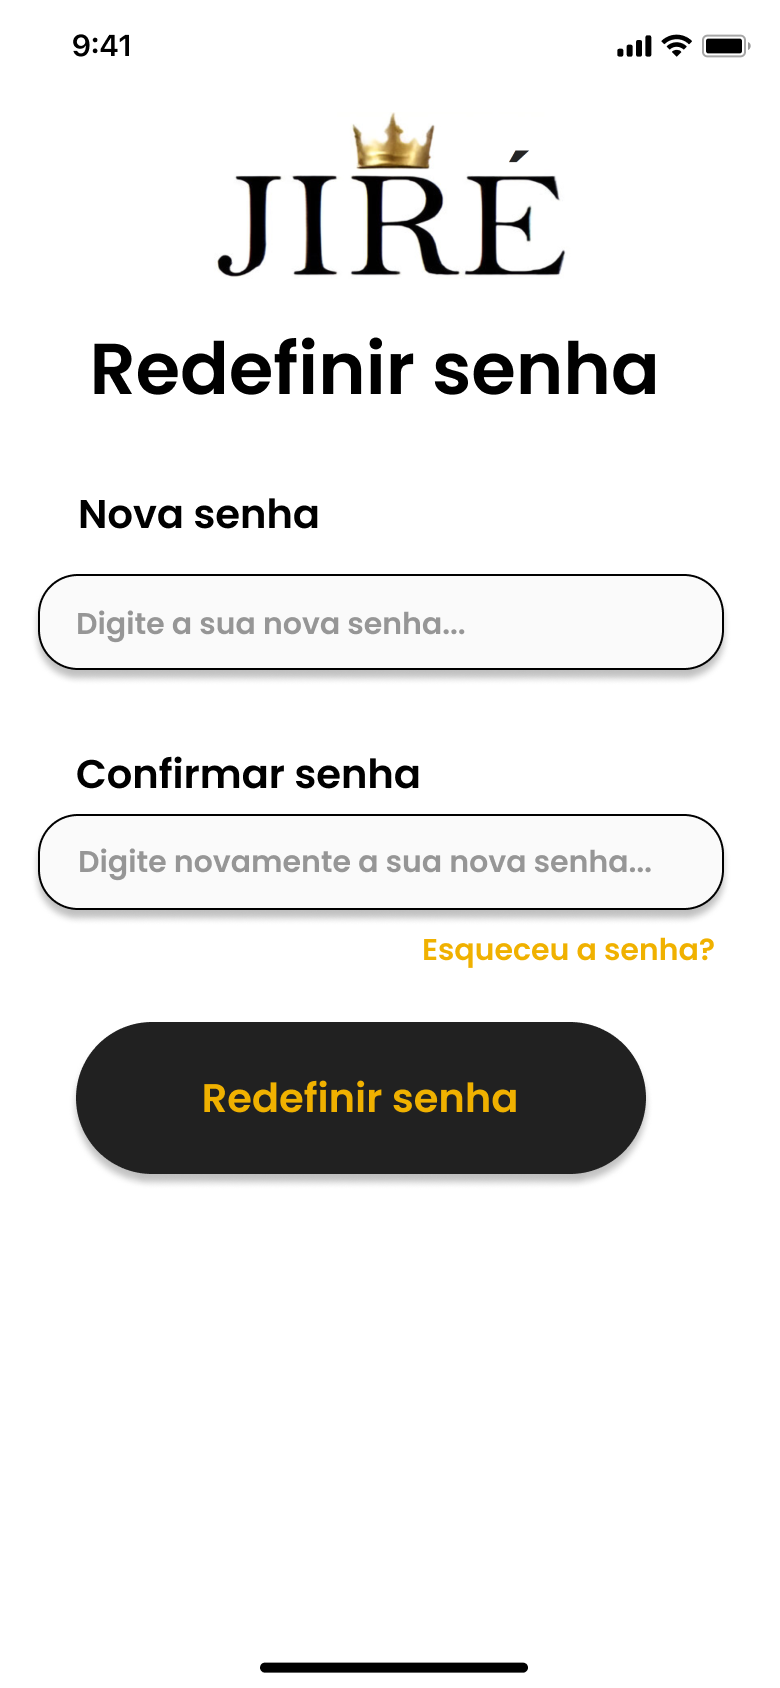 9:41
JIRÉ
Redefinir senha
Nova senha
Digite a sua nova senha...
Confirmar senha
Digite novamente a sua nova senha...
Esqueceu a senha?
Redefinir senha